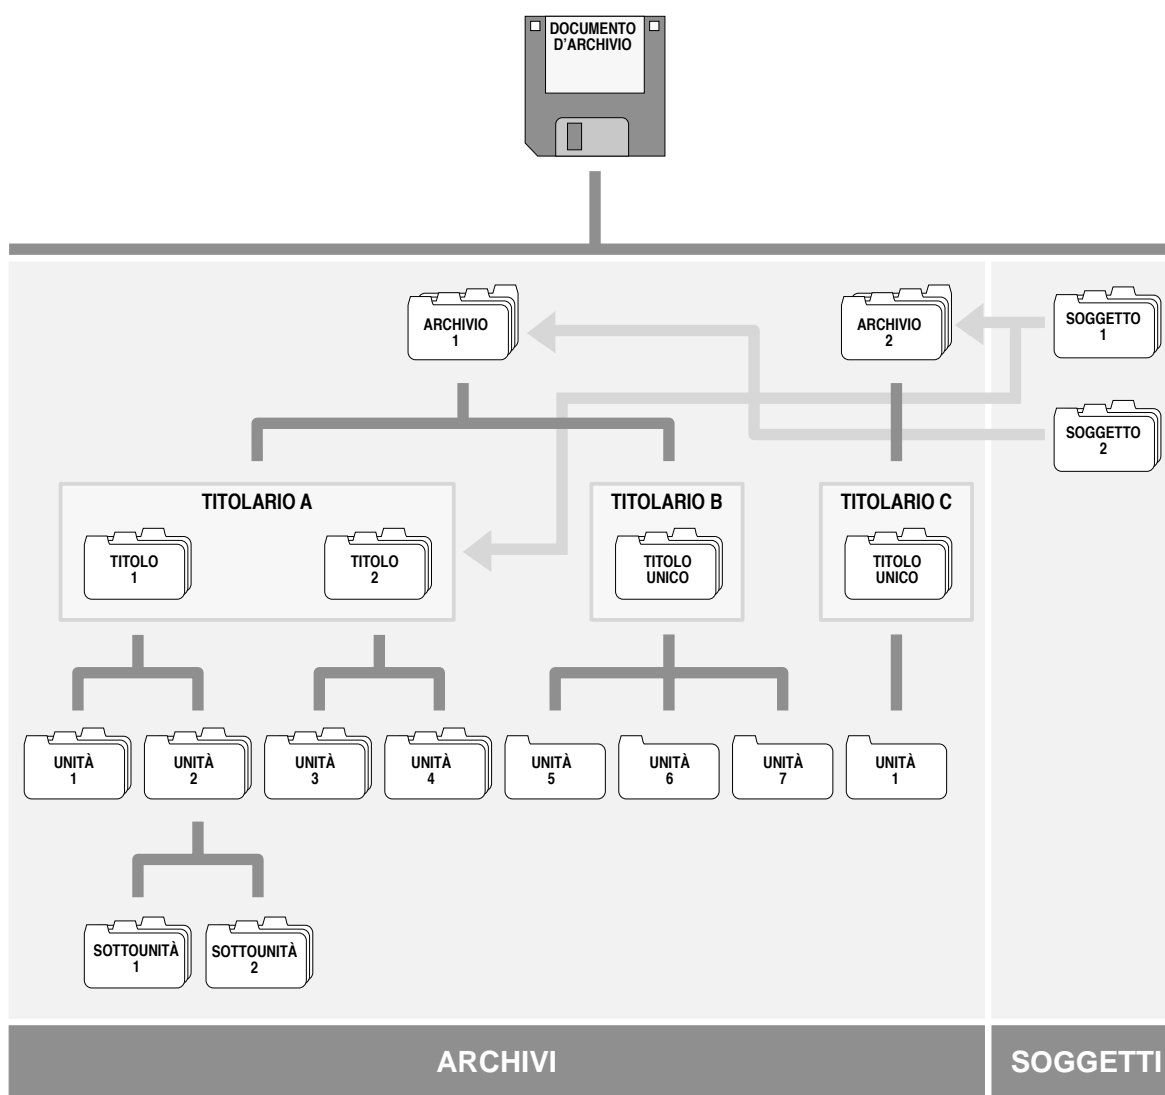 DOCUMENTO
D'ARCHIVIO
ARCHIVIO
1
ARCHIVIO
2
SOGGETTO
1
SOGGETTO
2
TITOLARIO A
TITOLARIO B
TITOLARIO C
TITOLO
1
TITOLO
2
TITOLO
UNICO
TITOLO
UNICO
UNITÀ
1
UNITÀ
2
UNITÀ
3
UNITÀ
4
UNITÀ
5
UNITÀ
6
UNITÀ
7
UNITÀ
1
SOTTOUNITÀ
1
SOTTOUNITÀ
2
ARCHIVI
SOGGETTI